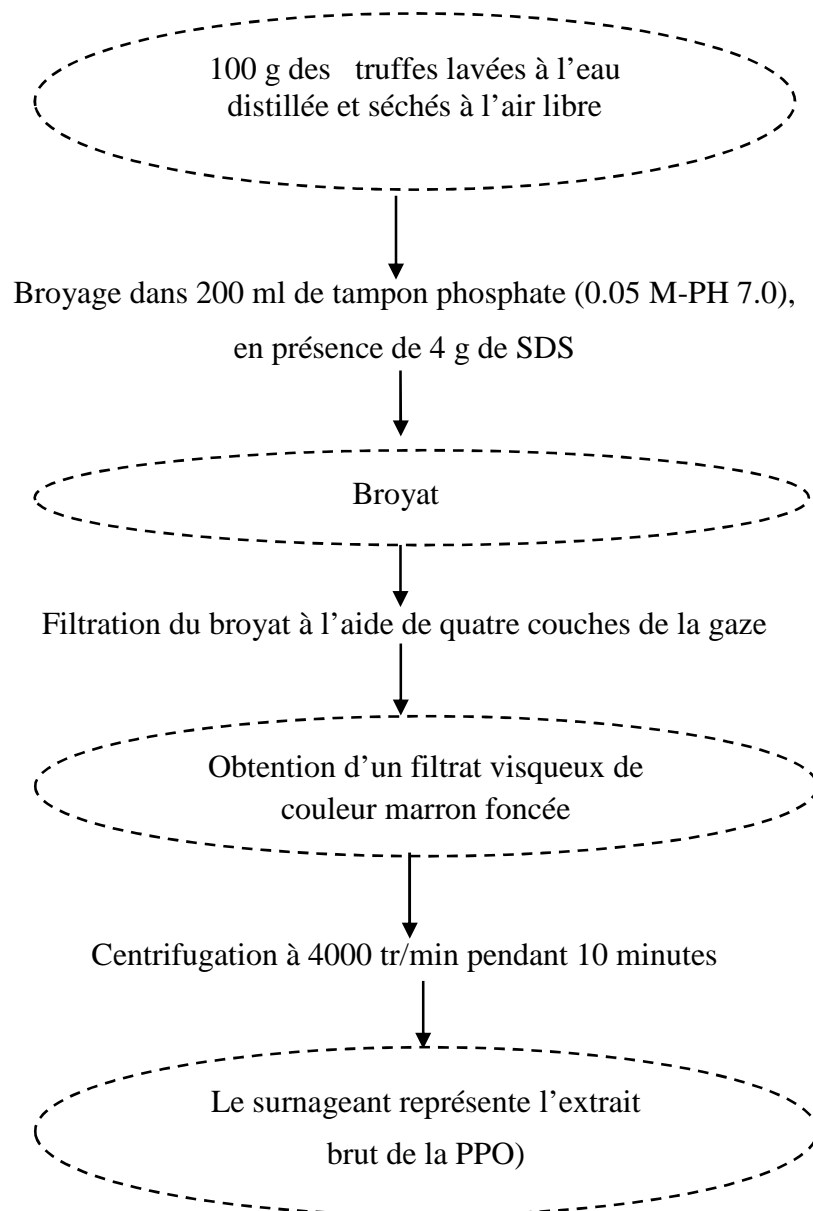 100 g des truffes lavées à l’eau
distillée et séchés à l’air libre
Broyage dans 200 ml de tampon phosphate (0.05 M-PH 7.0),
en présence de 4 g de SDS
Broyat
Filtration du broyat à l’aide de quatre couches de la gaze
Obtention d’un filtrat visqueux de
couleur marron foncée
Centrifugation à 4000 tr/min pendant 10 minutes
Le surnageant représente l’extrait
brut de la PPO)